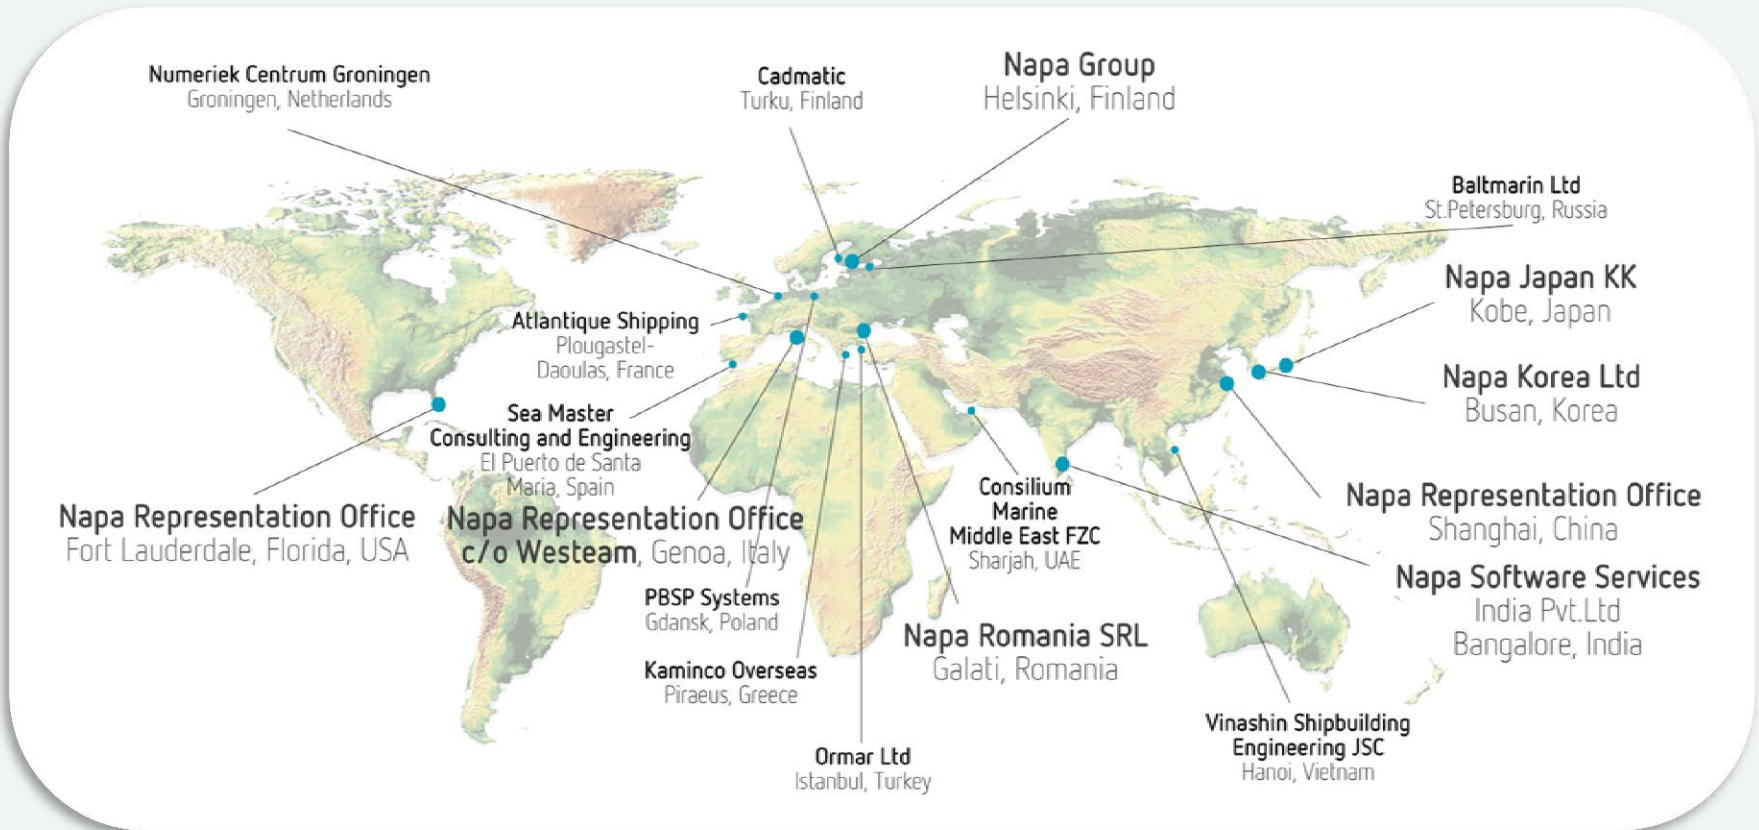 Numeriek Centrum Groningen
Groningen, Netherlands
Cadmatic
Turku, Finland
Napa Group
Helsinki, Finland
Baltmarin Ltd
St.Petersburg, Russia
Napa Japan KK
Kobe, Japan
Atlantique Shipping
Plougastel-
Daoulas, France
Napa Korea Ltd
Busan, Korea
Sea Master
Consulting and Engineering
El Puerto de Santa
Maria, Spain
Napa Representation Office
Fort Lauderdale, Florida, USA
Napa Representation Office
c/o Westeam, Genoa, Italy
Consilium
Marine
Middle East FZC
Sharjah, UAE
Napa Representation Office
Shanghai, China
Napa Software Services
India Pvt.Ltd
Bangalore, India
PBSP Systems
Gdansk, Poland
Napa Romania SRL
Galati, Romania
Kaminco Overseas
Piraeus, Greece
Vinashin Shipbuilding
Engineering JSC
Hanoi, Vietnam
Ormar Ltd
Istanbul, Turkey